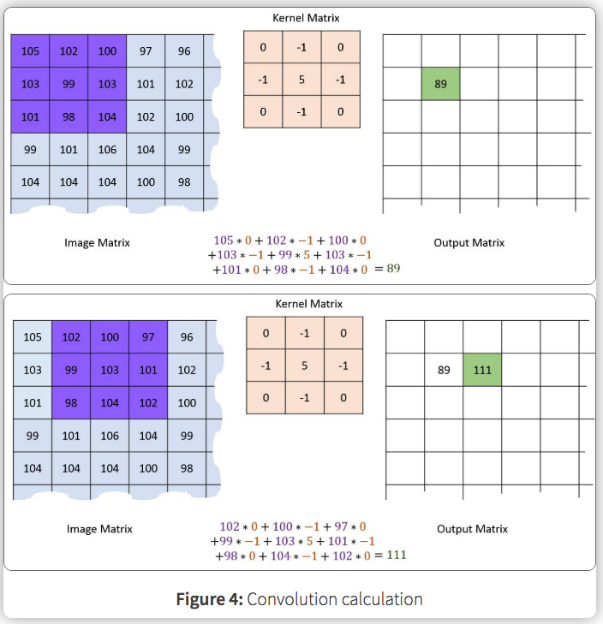 Kernel Matrix
105 102 100 97 96
103 99 103 101 102
101 98 104 102 100
99 101 106 104 99
104 104 104 100 98
0 -1 0
-1 5 -1
0 -1 0
89
Image Matrix
105 * 0 + 102 * −1 + 100 * 0
+103 * −1 + 99 * 5 + 103 * −1
+101 * 0 + 98 * −1 + 104 * 0 = 89
Output Matrix
Kernel Matrix
105 102 100 97 96
103 99 103 101 102
101 98 104 102 100
99 101 106 104 99
104 104 104 100 98
0 -1 0
-1 5 -1
0 -1 0
89 111
Image Matrix
102 * 0 + 100 * −1 + 97 * 0
+99 * −1 + 103 * 5 + 101 * −1
+98 * 0 + 104 * −1 + 102 * 0 = 111
Output Matrix
Figure 4: Convolution calculation